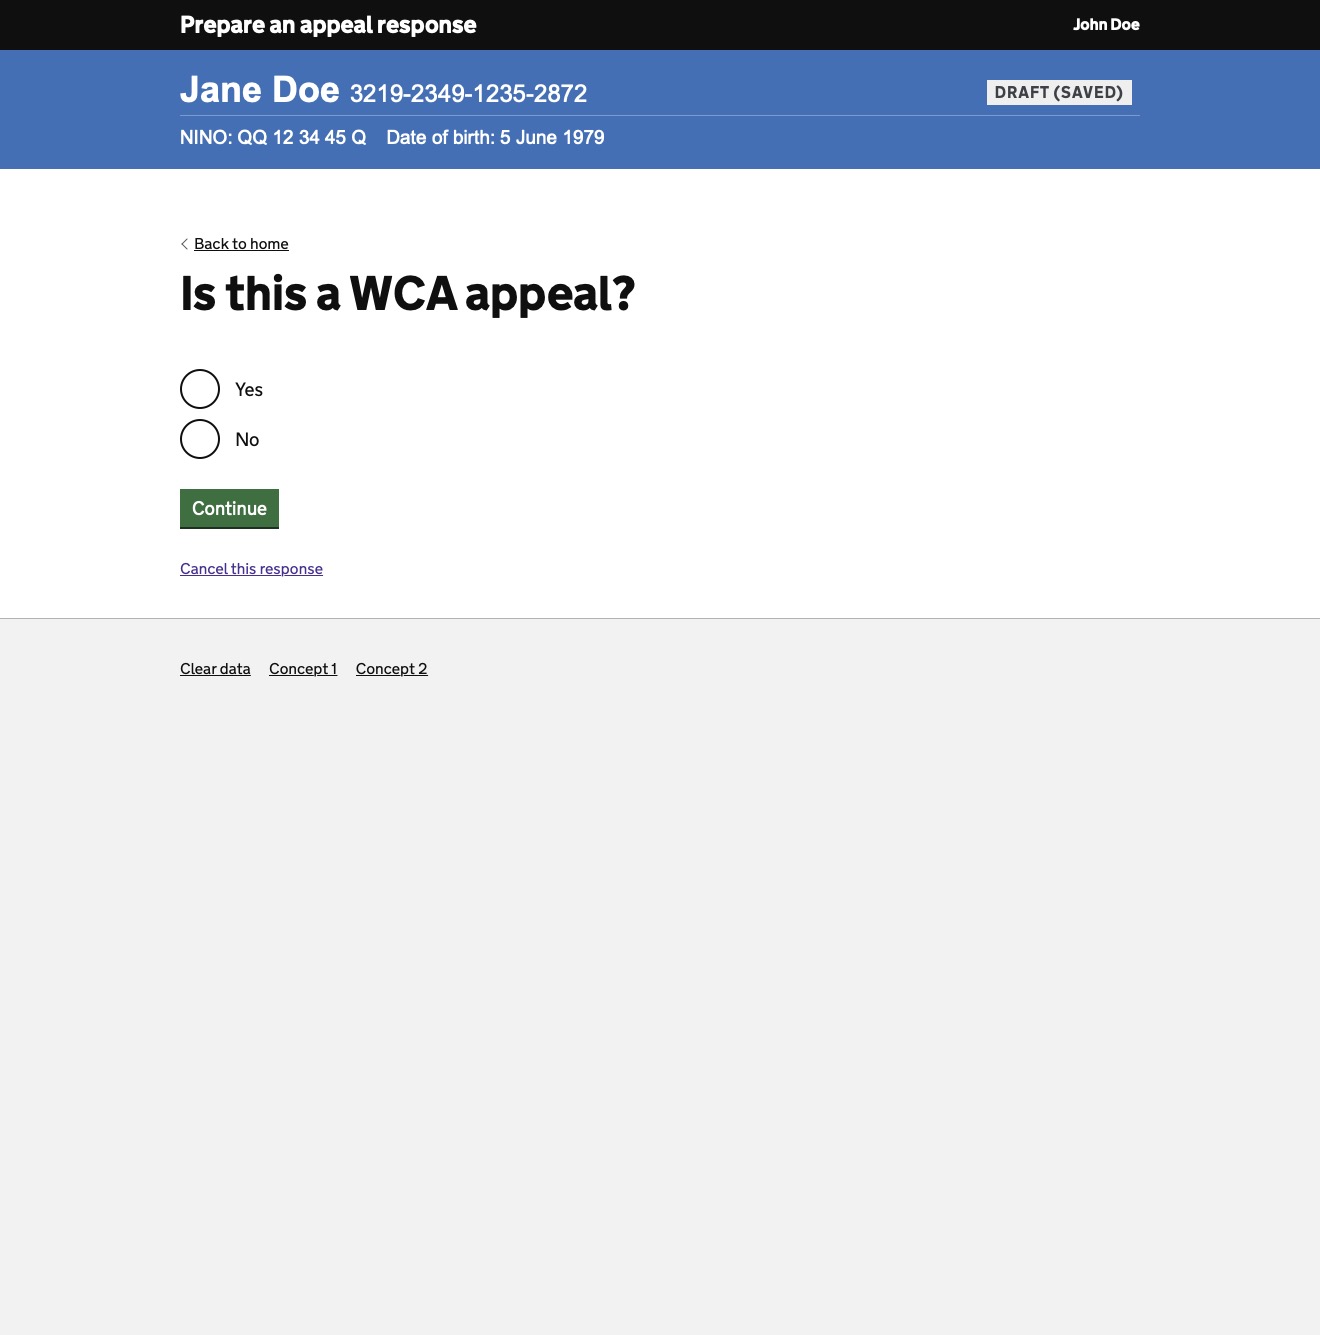 Prepare an appeal response John Doe
Jane Doe 3219-2349-1235-2872 DRAFT (SAVED)
NINO: QQ 12 34 45 Q Date of birth: 5 June 1979
Back to home
Is this a WCA appeal?
Yes
No
Continue
Cancel this response
Clear data Concept 1 Concept 2